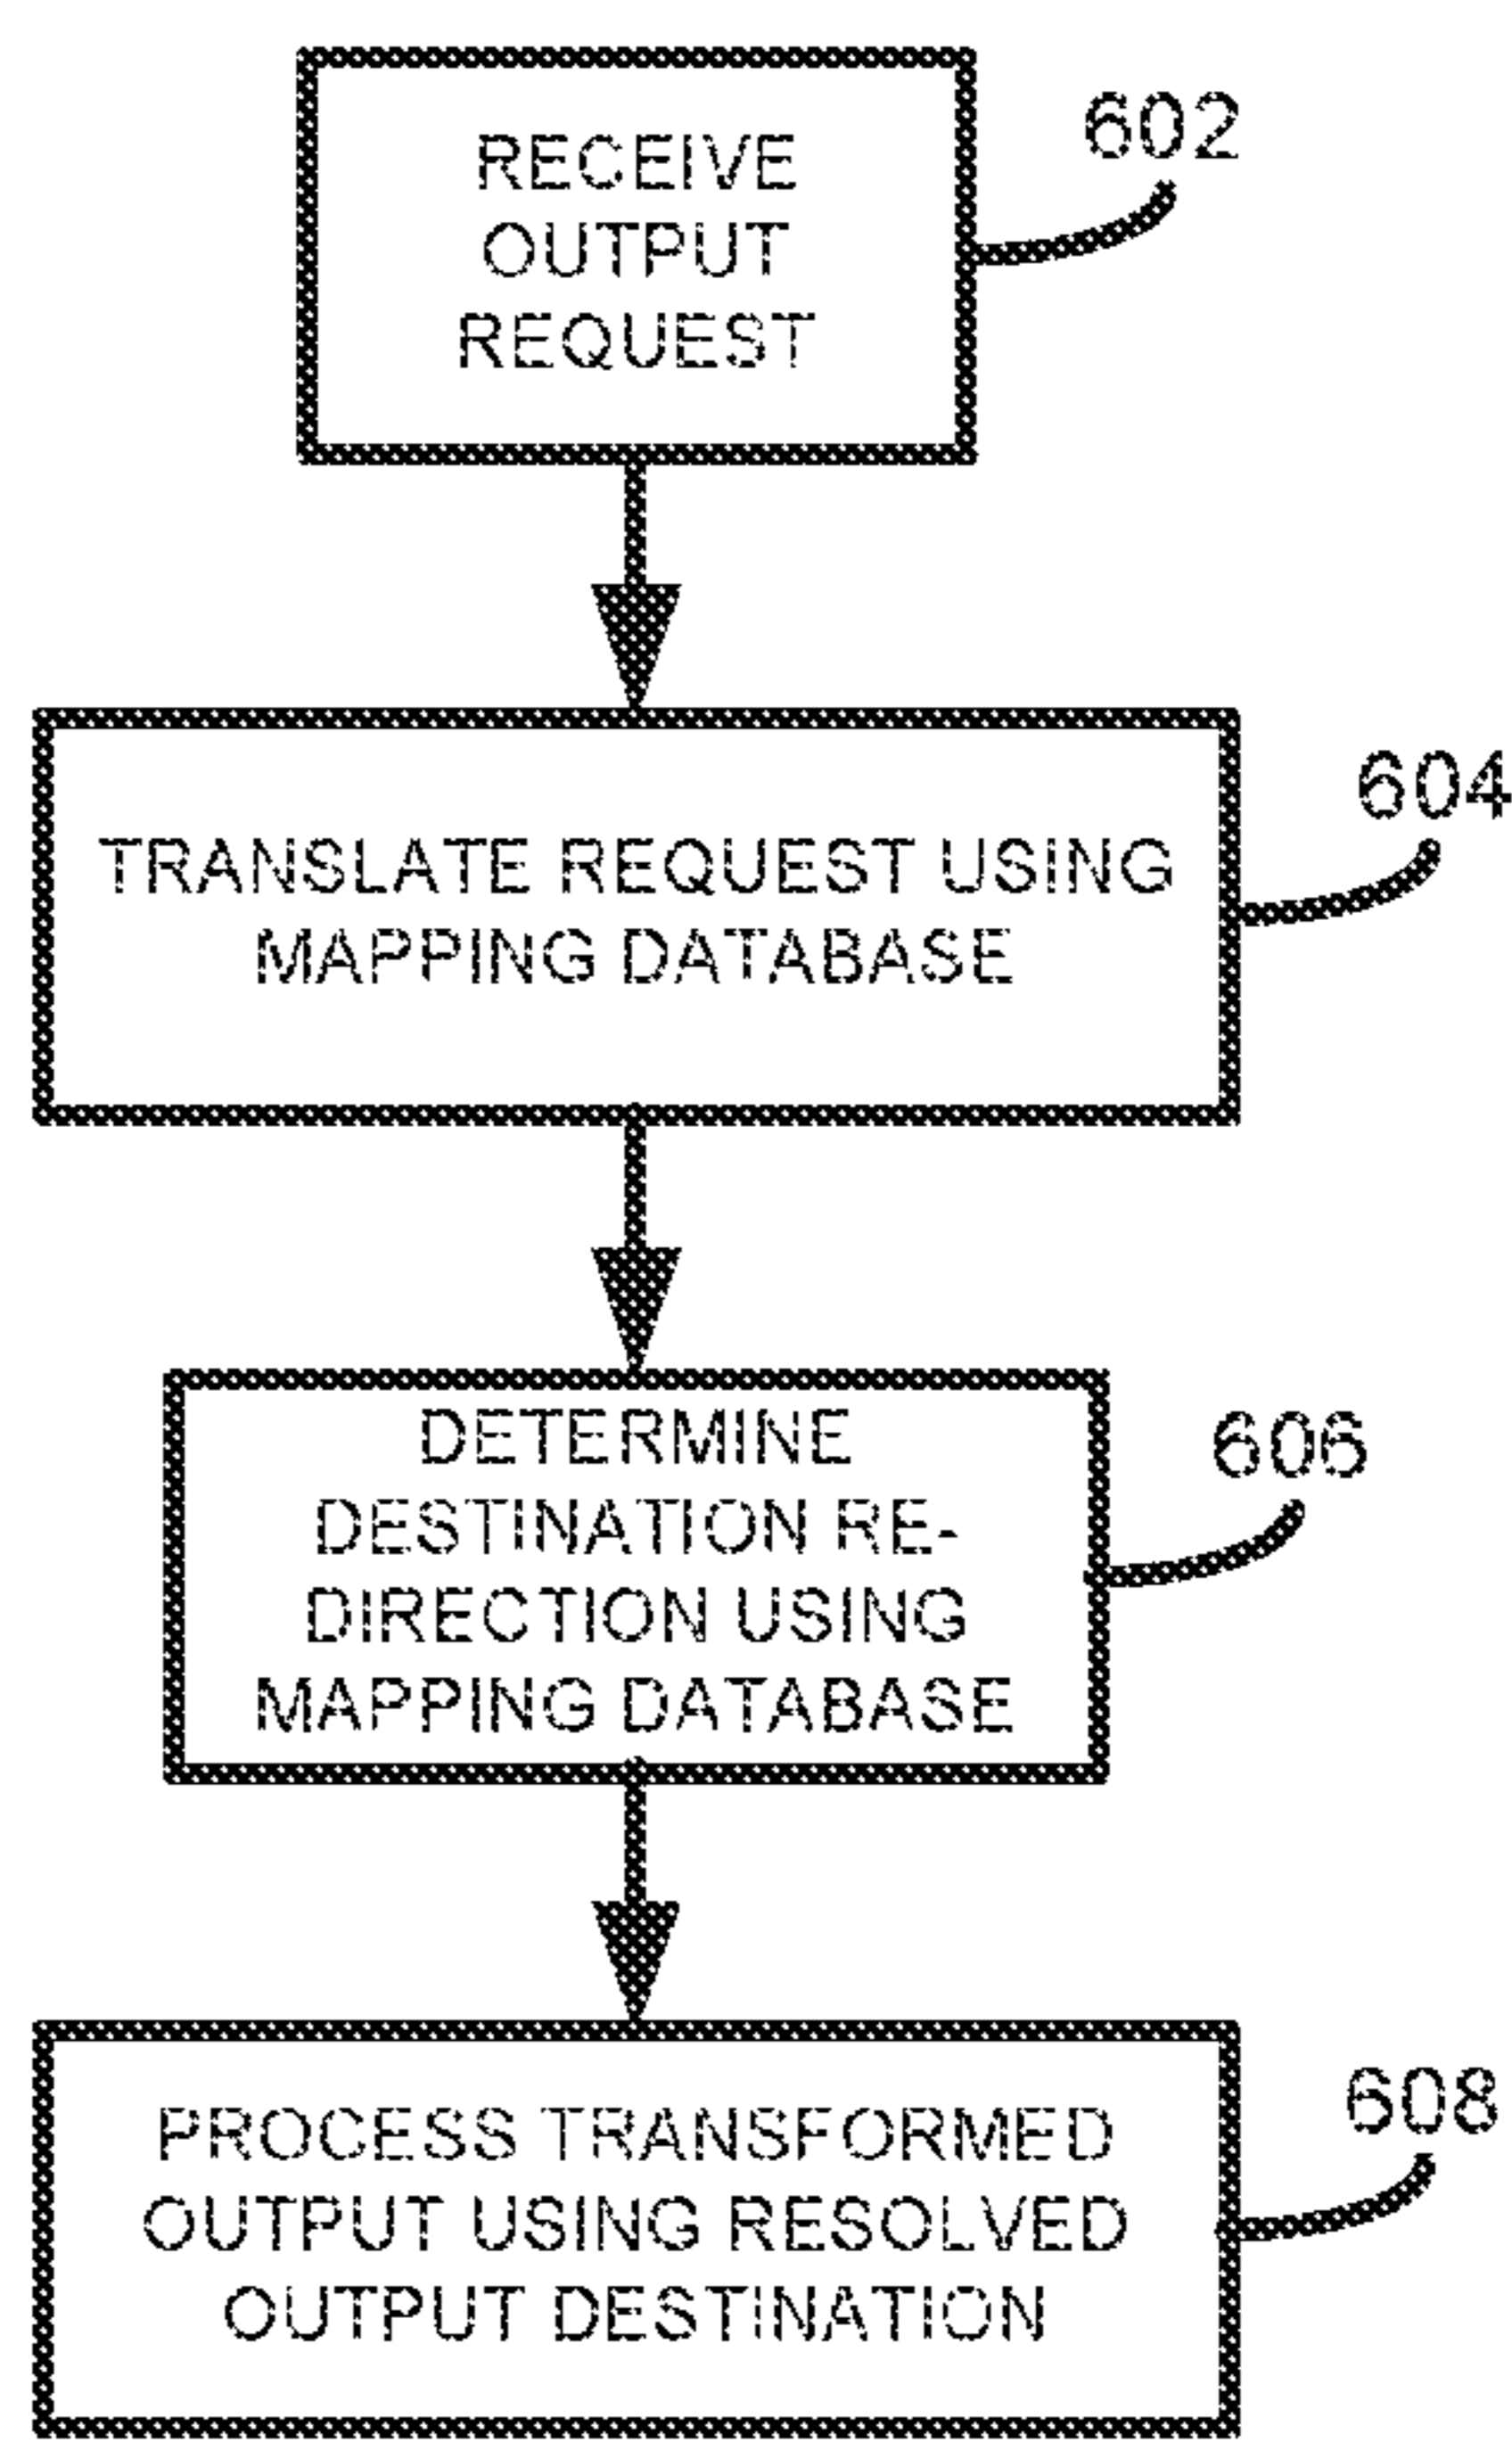 RECEIVE
OUTPUT
REQUEST
602
TRANSLATE REQUEST USING
MAPPING DATABASE
604
DETERMINE
DESTINATION RE-
DIRECTION USING
MAPPING DATABASE
606
PROCESS TRANSFORMED
OUTPUT USING RESOLVED
OUTPUT DESTINATION
608